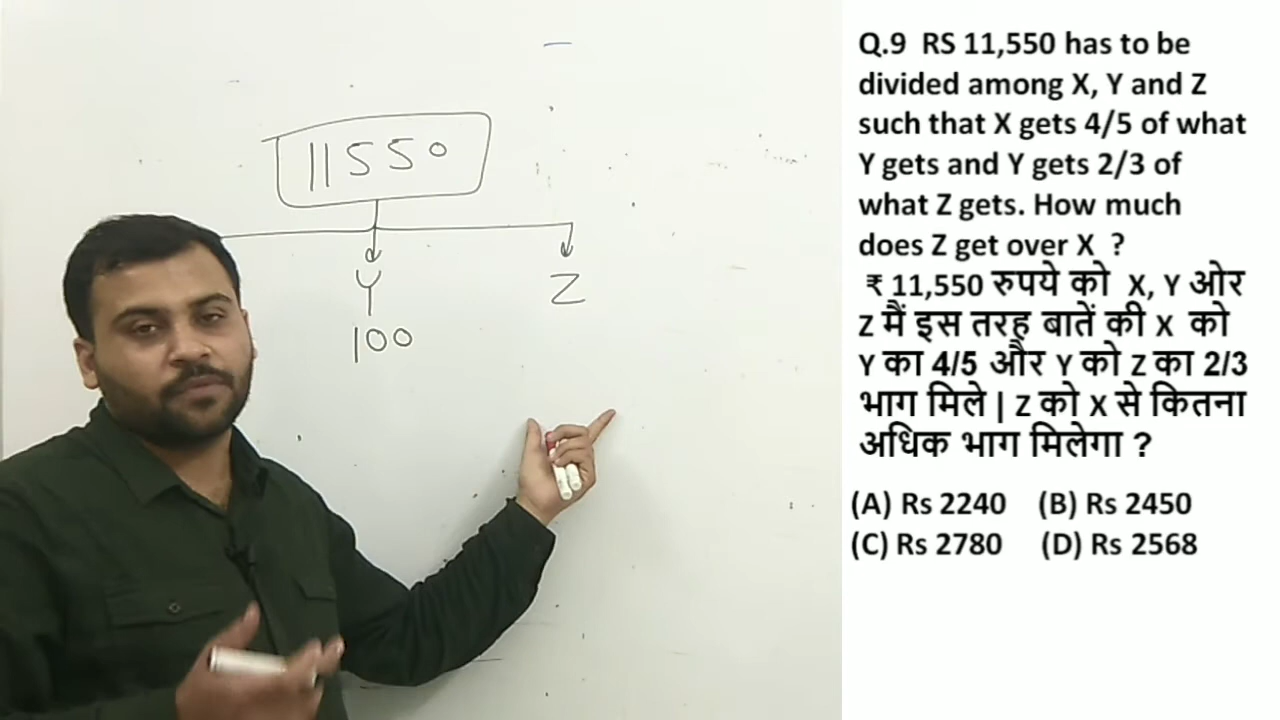 11550
Y
Z
100
Q.9 RS 11,550 has to be
divided among X, Y and Z
such that X gets 4/5 of what
Y gets and Y gets 2/3 of
what Z gets. How much
does Z get over X ?
₹ 11,550 रुपये को X, Y ओर
Z मैं इस तरह बातें की X को
Y का 4/5 और Y को Z का 2/3
भाग मिले | Z को X से कितना
अधिक भाग मिलेगा ?
(A) Rs 2240 (B) Rs 2450
(C) Rs 2780 (D) Rs 2568